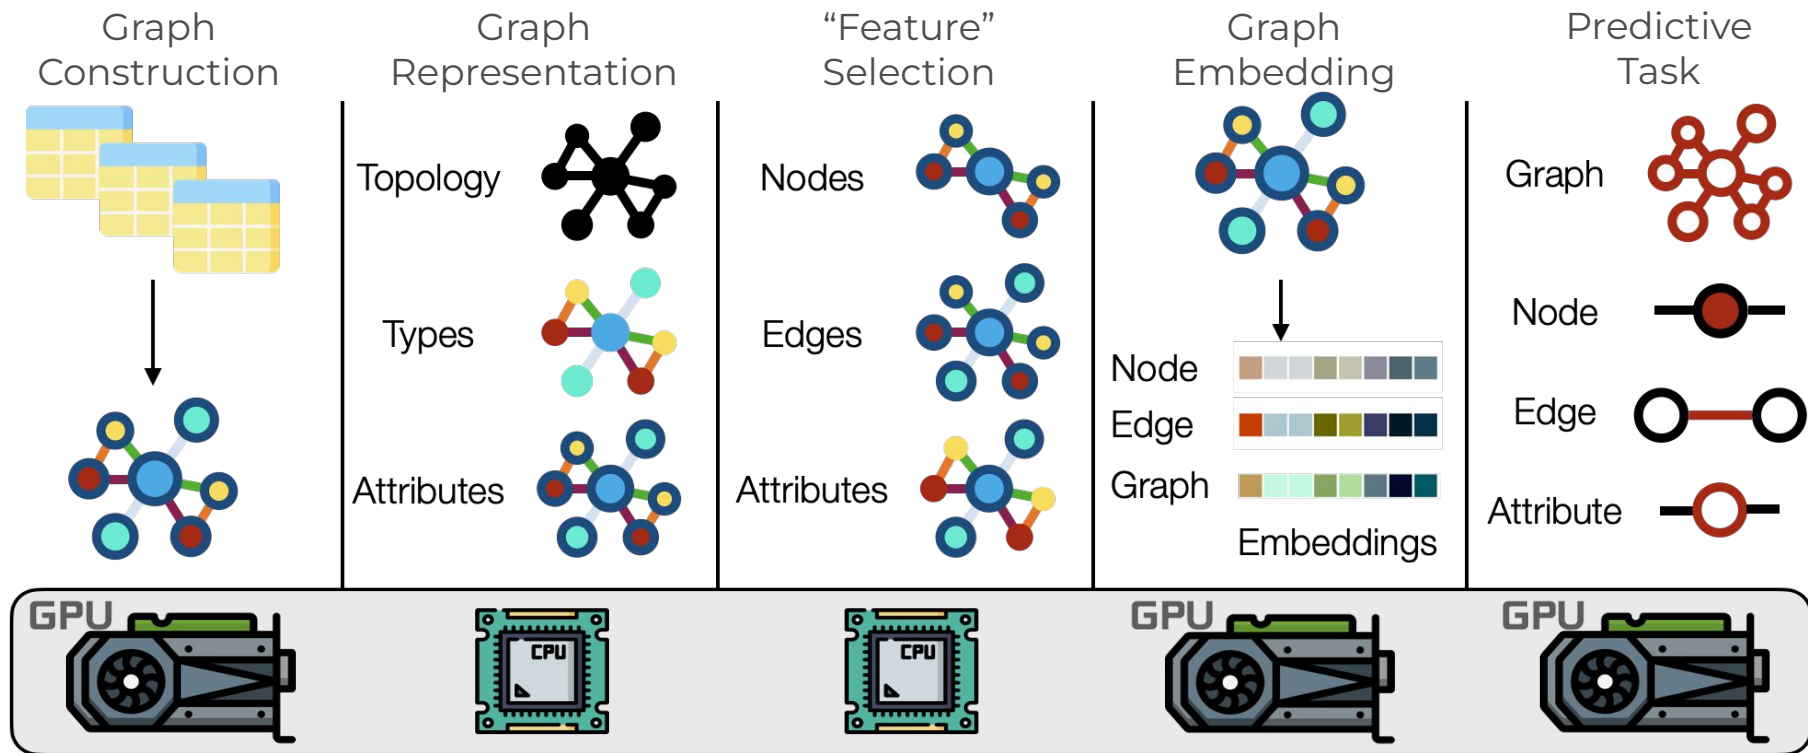 Graph
Construction
Graph
Representation
“Feature”
Selection
Graph
Embedding
Predictive
Task
Topology
Types
Attributes
Nodes
Edges
Attributes
Node
Edge
Graph
Embeddings
Graph
Node
Edge
Attribute
GPU
CPU
CPU
GPU
GPU